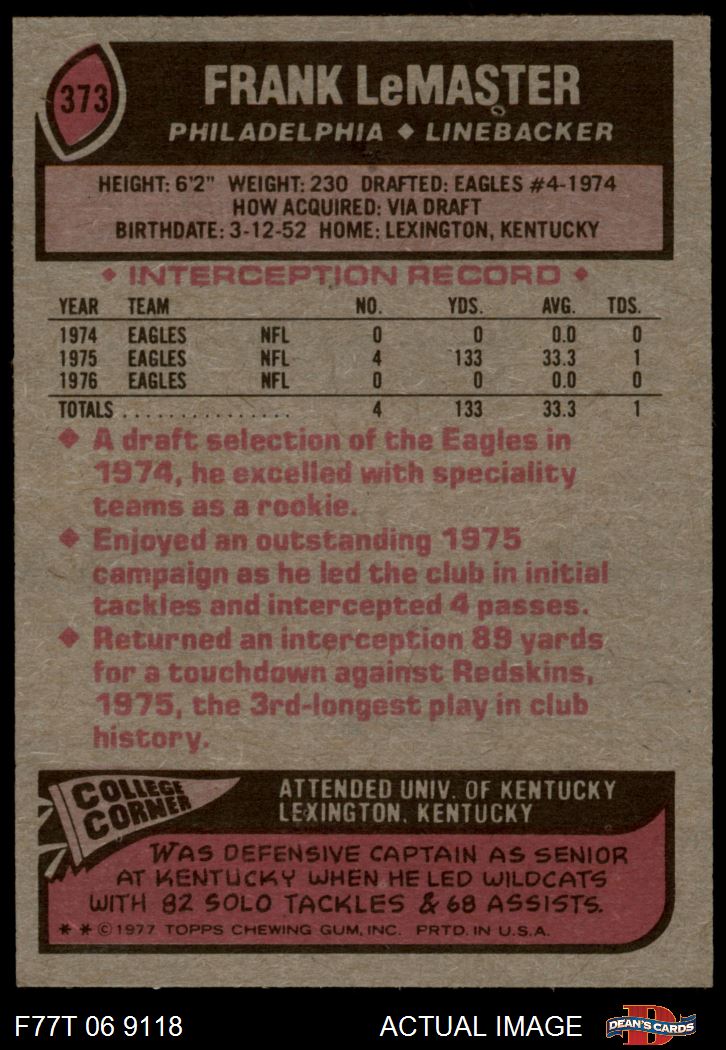 373
FRANK LeMASTER
PHILADELPHIA ◆ LINEBACKER
HEIGHT: 6'2" WEIGHT: 230 DRAFTED: EAGLES #4-1974
HOW ACQUIRED: VIA DRAFT
BIRTHDATE: 3-12-52 HOME: LEXINGTON, KENTUCKY
◆ INTERCEPTION RECORD ◆
YEAR TEAM NO. YDS. AVG. TDS.
1974 EAGLES NFL 0 0 0.0 0
1975 EAGLES NFL 4 133 33.3 1
1976 EAGLES NFL 0 0 0.0 0
TOTALS . . . . . . . . . . . . . . . 4 133 33.3 1
◆ A draft selection of the Eagles in
1974, he excelled with speciality
teams as a rookie.
◆ Enjoyed an outstanding 1975
campaign as he led the club in initial
tackles and intercepted 4 passes.
◆ Returned an interception 89 yards
for a touchdown against Redskins,
1975, the 3rd-longest play in club
history.
COLLEGE
CORNER
ATTENDED UNIV. OF KENTUCKY
LEXINGTON, KENTUCKY
WAS DEFENSIVE CAPTAIN AS SENIOR
AT KENTUCKY WHEN HE LED WILDCATS
WITH 82 SOLO TACKLES & 68 ASSISTS.
* * © 1977 TOPPS CHEWING GUM, INC. PRTD. IN U.S.A.
F77T 06 9118 ACTUAL IMAGE
D
DEAN'S CARDS